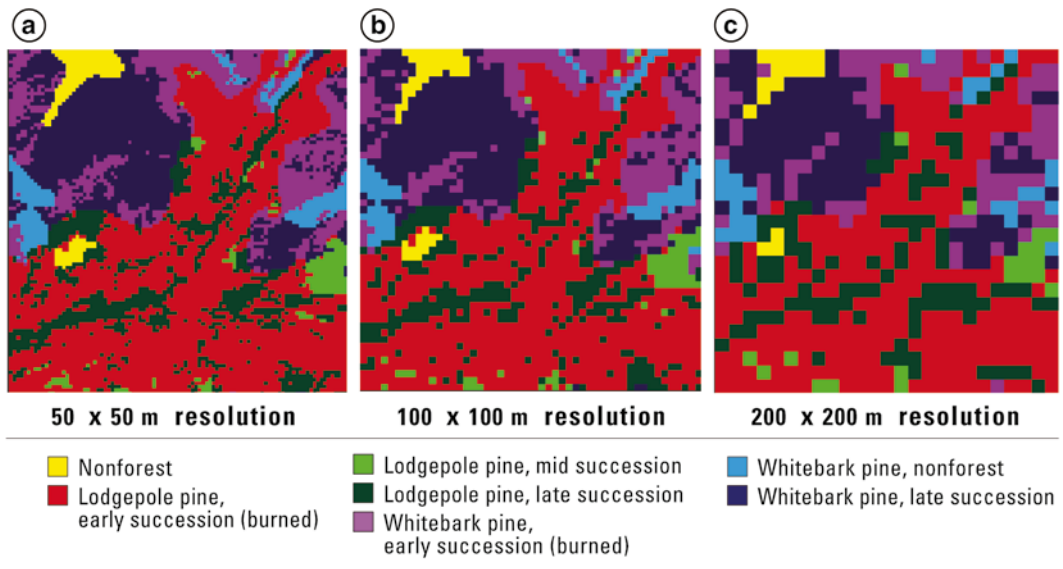 a
b
c
50 x 50 m resolution
100 x 100 m resolution
200 x 200 m resolution
Nonforest
Lodgepole pine,
early succession (burned)
Lodgepole pine, mid succession
Lodgepole pine, late succession
Whitebark pine,
early succession (burned)
Whitebark pine, nonforest
Whitebark pine, late succession